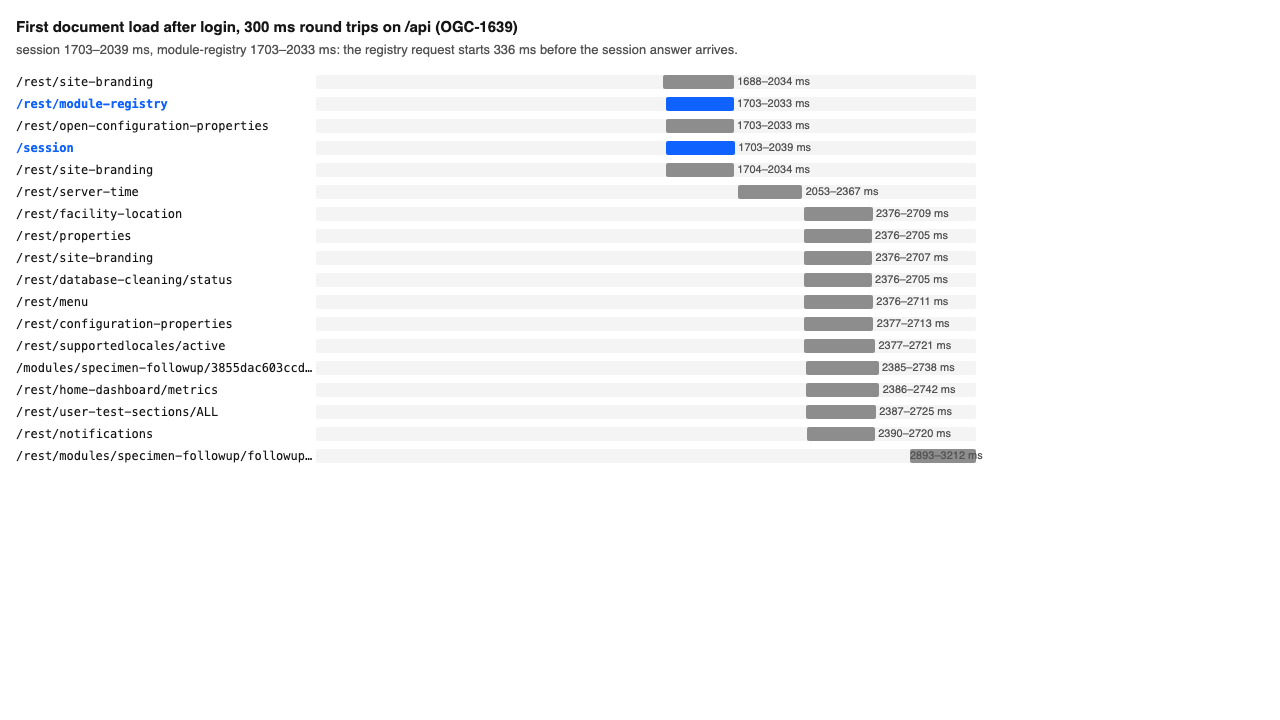 First document load after login, 300 ms round trips on /api (OGC-1639)
session 1703–2039 ms, module-registry 1703–2033 ms: the registry request starts 336 ms before the session answer arrives.
/rest/site-branding 1688–2034 ms
/rest/module-registry 1703–2033 ms
/rest/open-configuration-properties 1703–2033 ms
/session 1703–2039 ms
/rest/site-branding 1704–2034 ms
/rest/server-time 2053–2367 ms
/rest/facility-location 2376–2709 ms
/rest/properties 2376–2705 ms
/rest/site-branding 2376–2707 ms
/rest/database-cleaning/status 2376–2705 ms
/rest/menu 2376–2711 ms
/rest/configuration-properties 2377–2713 ms
/rest/supportedlocales/active 2377–2721 ms
/modules/specimen-followup/3855dac603ccd… 2385–2738 ms
/rest/home-dashboard/metrics 2386–2742 ms
/rest/user-test-sections/ALL 2387–2725 ms
/rest/notifications 2390–2720 ms
/rest/modules/specimen-followup/followup… 2893–3212 ms